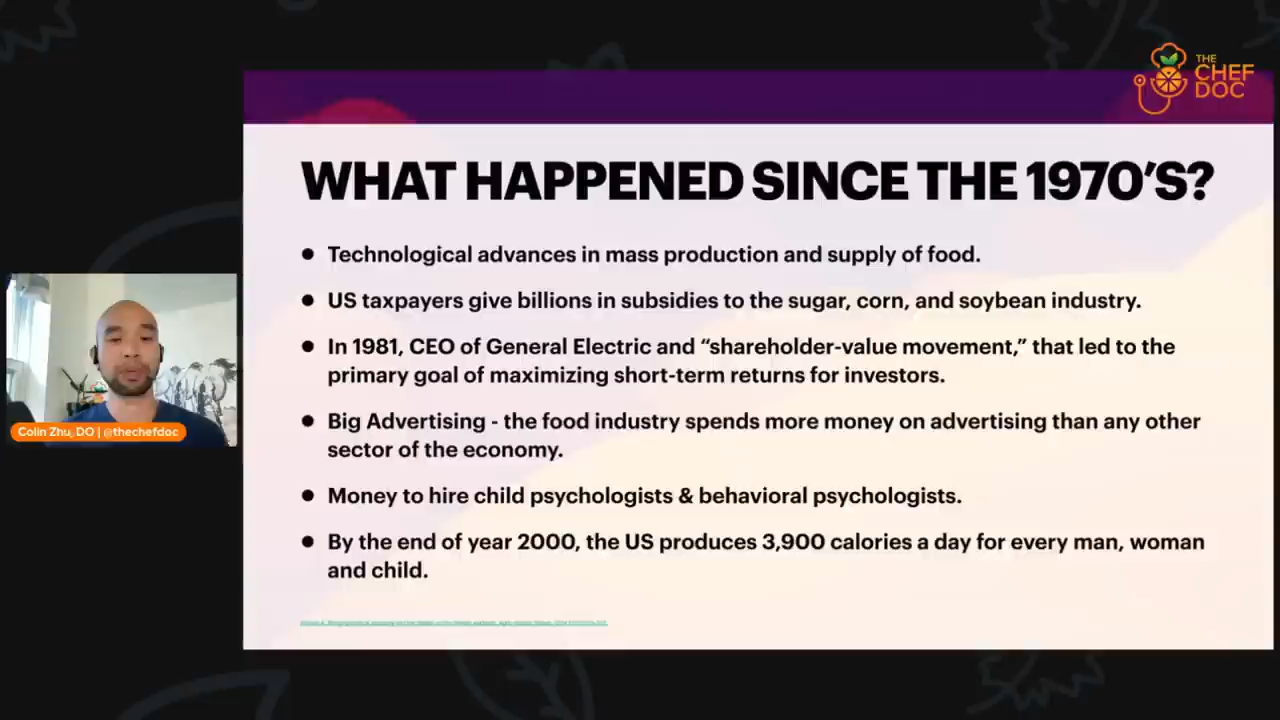 THE
CHEF
DOC
WHAT HAPPENED SINCE THE 1970'S?
● Technological advances in mass production and supply of food.
● US taxpayers give billions in subsidies to the sugar, corn, and soybean industry.
● In 1981, CEO of General Electric and “shareholder-value movement,” that led to the
primary goal of maximizing short-term returns for investors.
● Big Advertising - the food industry spends more money on advertising than any other
sector of the economy.
● Money to hire child psychologists & behavioral psychologists.
● By the end of year 2000, the US produces 3,900 calories a day for every man, woman
and child.
Colin Zhu, DO | @thechefdoc